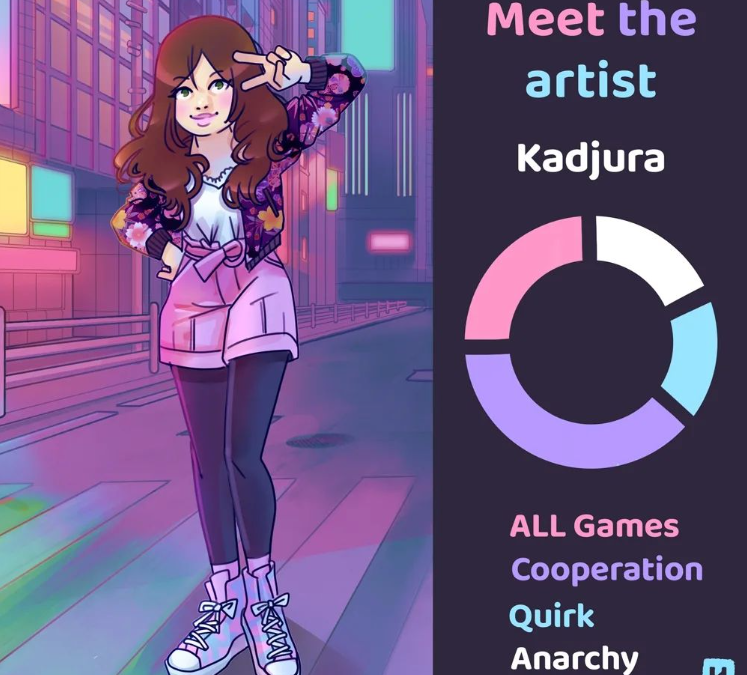 Meet the
artist
Kadjura
ALL Games
Cooperation
Quirk
Anarchy